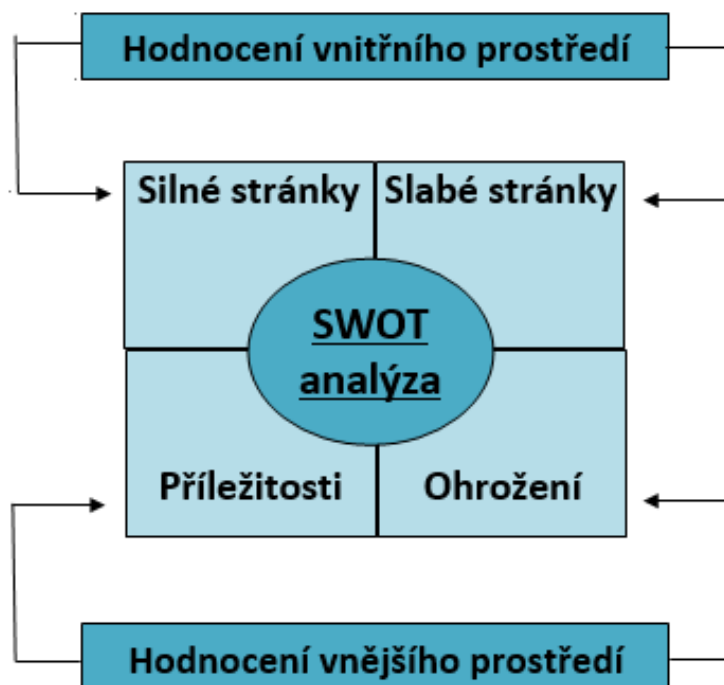 Hodnocení vnitřního prostředí
Silné stránky
Slabé stránky
SWOT
analýza
Příležitosti
Ohrožení
Hodnocení vnějšího prostředí